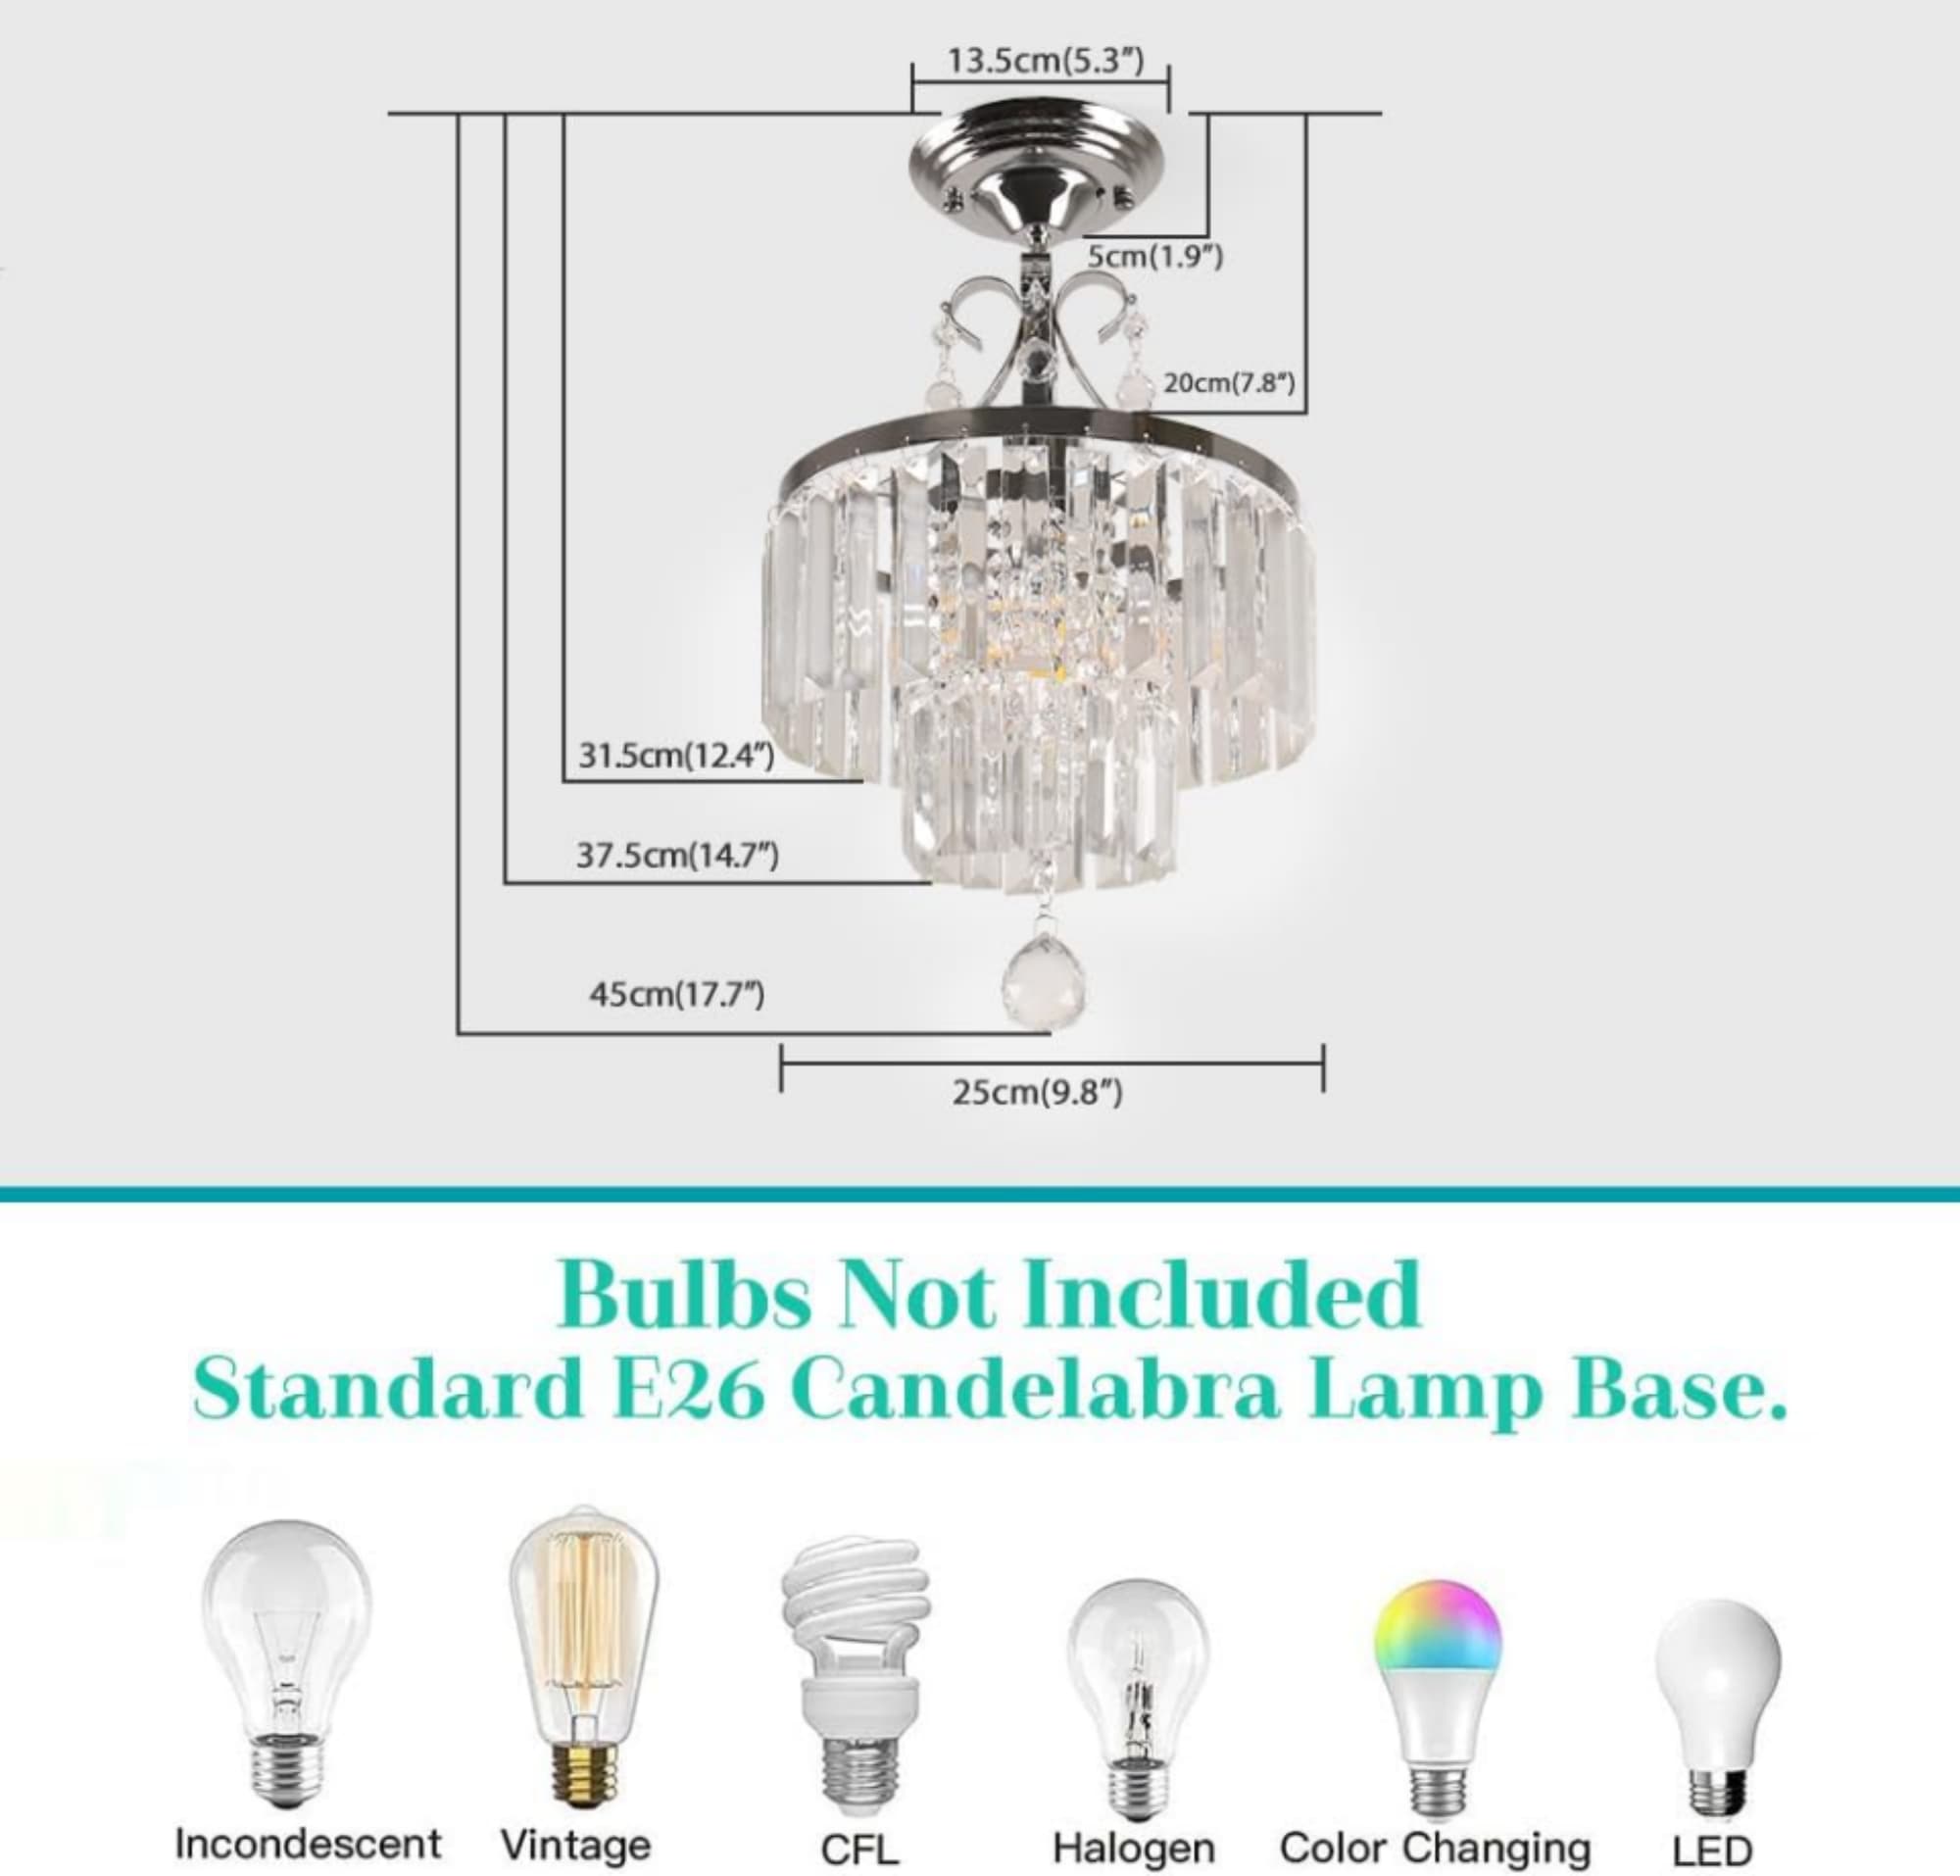 13.5cm(5.3″)
5cm(1.9″)
20cm(7.8″)
31.5cm(12.4″)
37.5cm(14.7″)
45cm(17.7″)
25cm(9.8″)
Bulbs Not Included
Standard E26 Candelabra Lamp Base.
Incondescent Vintage CFL Halogen Color Changing LED